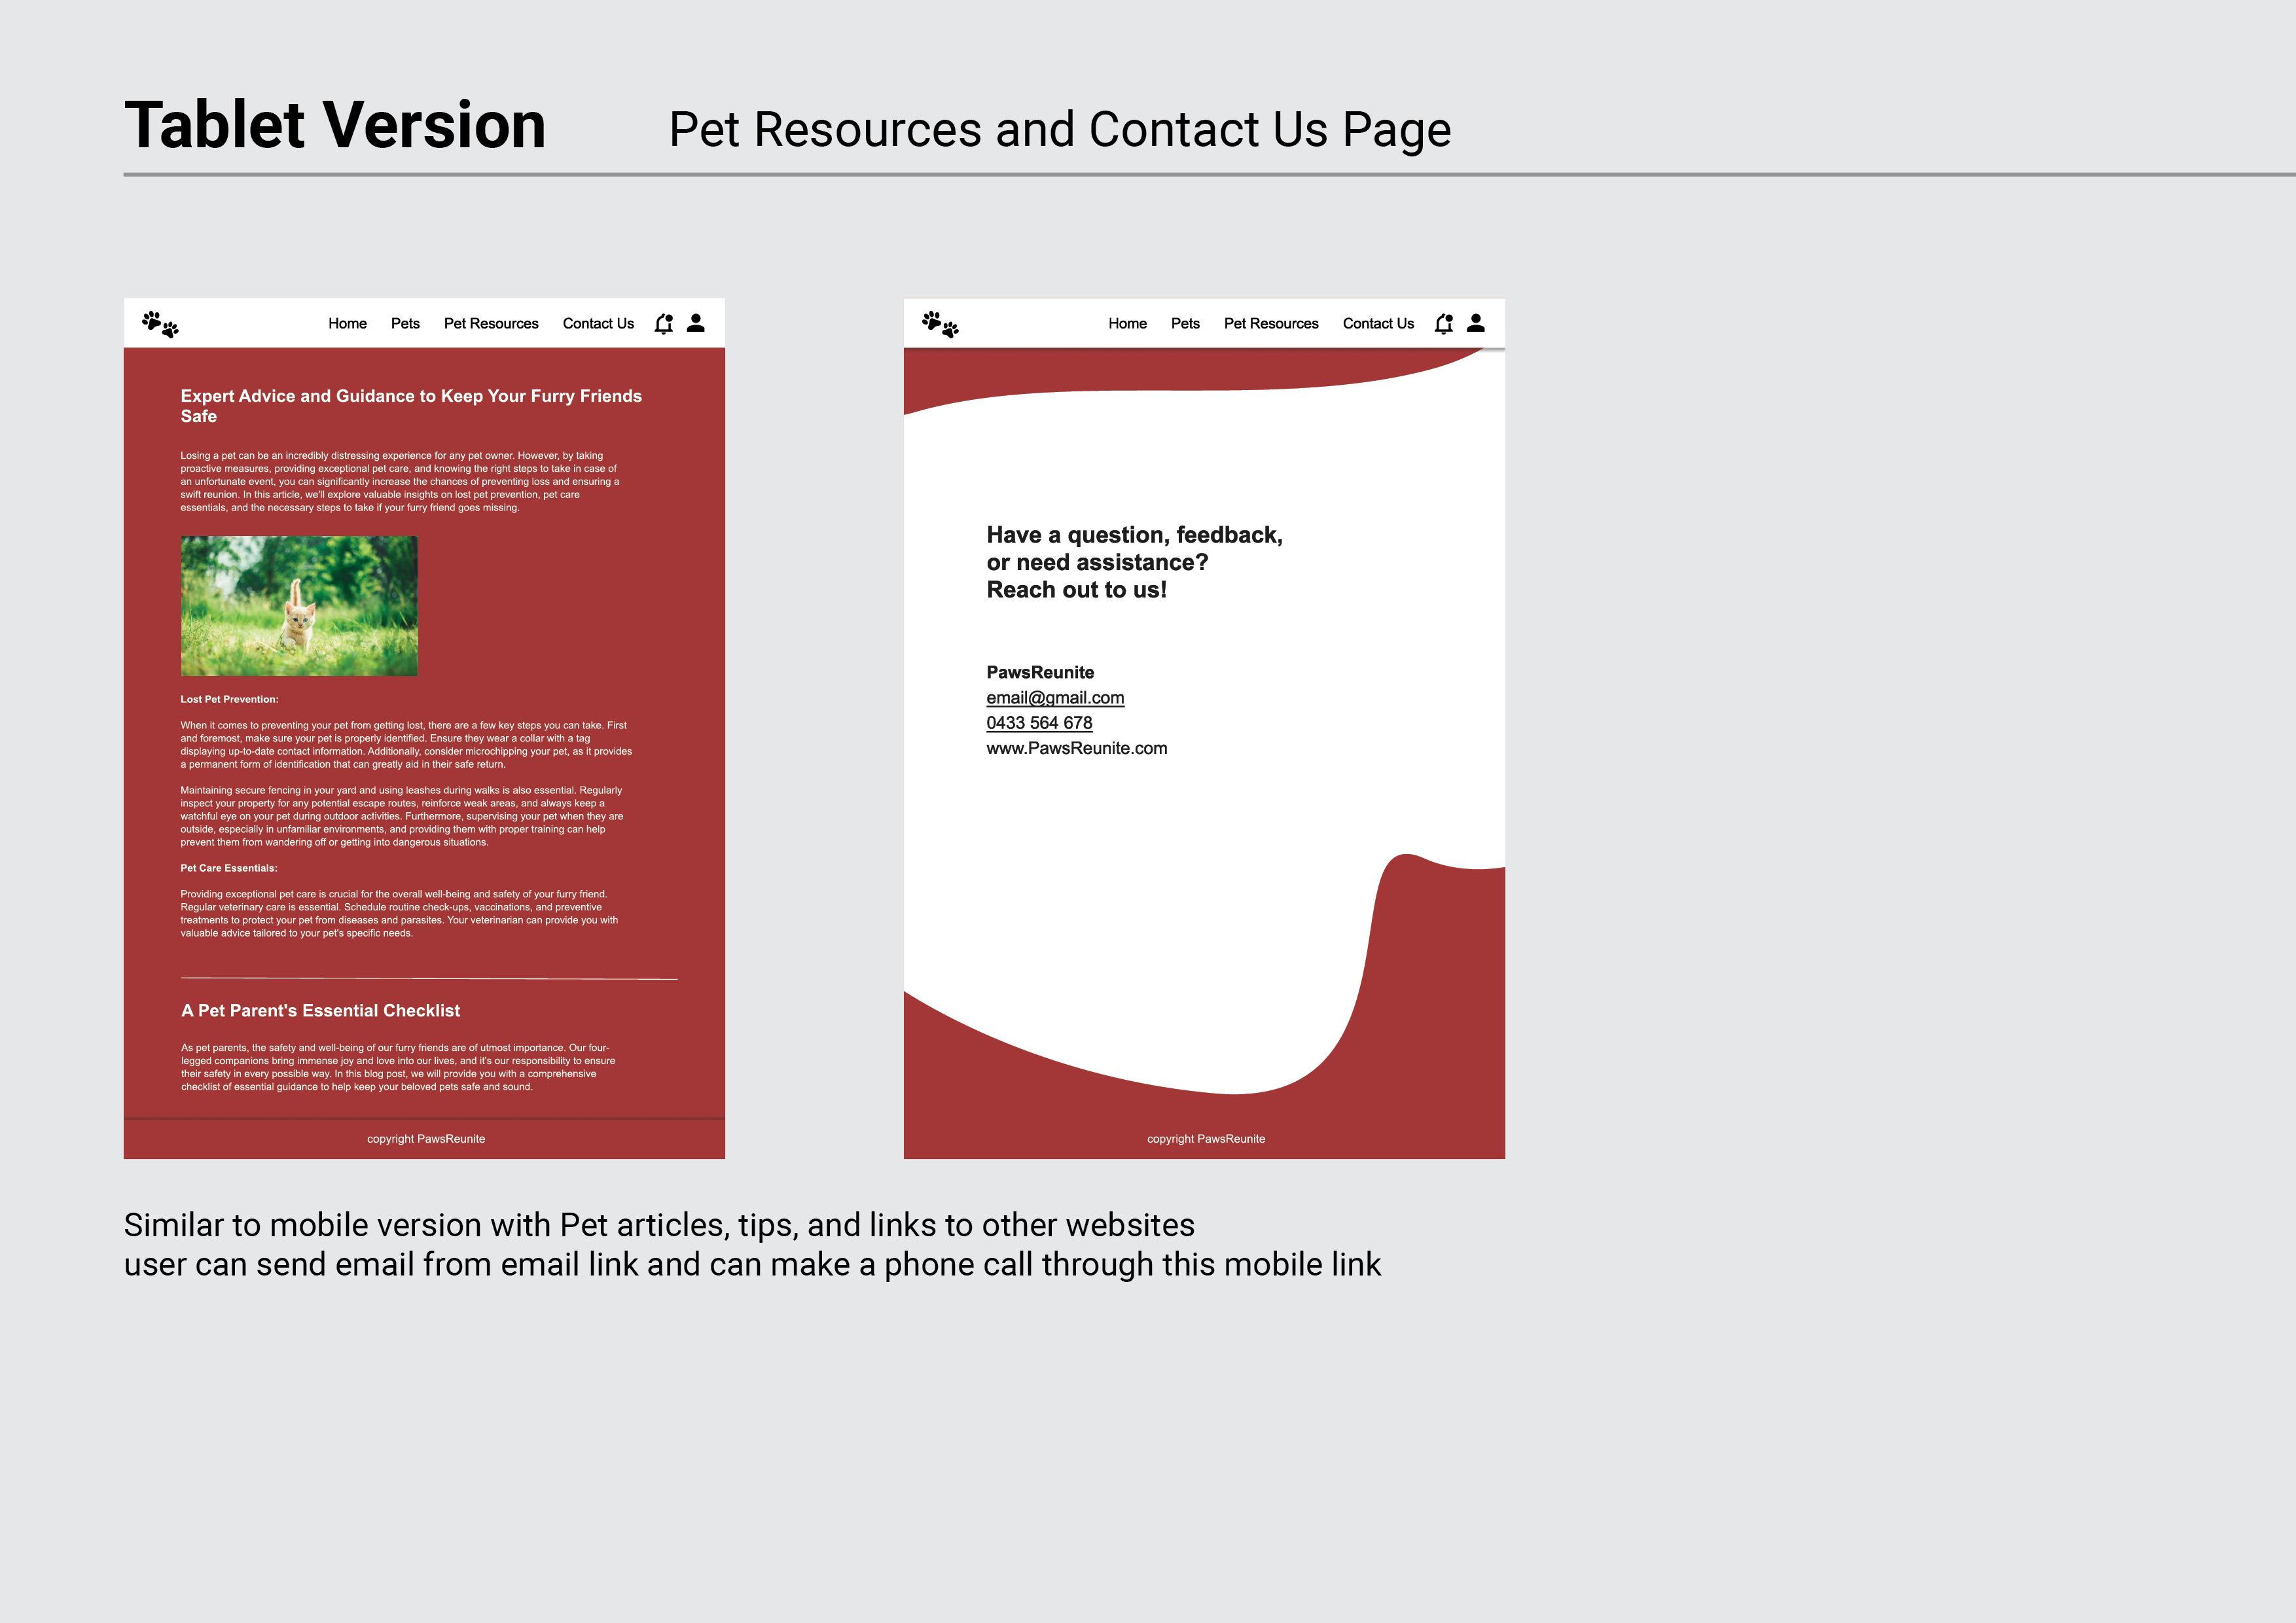 Tablet Version
Pet Resources and Contact Us Page
Home Pets Pet Resources Contact Us
Expert Advice and Guidance to Keep Your Furry Friends
Safe
Losing a pet can be an incredibly distressing experience for any pet owner. However, by taking
proactive measures, providing exceptional pet care, and knowing the right steps to take in case of
an unfortunate event, you can significantly increase the chances of preventing loss and ensuring a
swift reunion. In this article, we'll explore valuable insights on lost pet prevention, pet care
essentials, and the necessary steps to take if your furry friend goes missing.
Lost Pet Prevention:
When it comes to preventing your pet from getting lost, there are a few key steps you can take. First
and foremost, make sure your pet is properly identified. Ensure they wear a collar with a tag
displaying up-to-date contact information. Additionally, consider microchipping your pet, as it provides
a permanent form of identification that can greatly aid in their safe return.
Maintaining secure fencing in your yard and using leashes during walks is also essential. Regularly
inspect your property for any potential escape routes, reinforce weak areas, and always keep a
watchful eye on your pet during outdoor activities. Furthermore, supervising your pet when they are
outside, especially in unfamiliar environments, and providing them with proper training can help
prevent them from wandering off or getting into dangerous situations.
Pet Care Essentials:
Providing exceptional pet care is crucial for the overall well-being and safety of your furry friend.
Regular veterinary care is essential. Schedule routine check-ups, vaccinations, and preventive
treatments to protect your pet from diseases and parasites. Your veterinarian can provide you with
valuable advice tailored to your pet's specific needs.
A Pet Parent's Essential Checklist
As pet parents, the safety and well-being of our furry friends are of utmost importance. Our four-
legged companions bring immense joy and love into our lives, and it's our responsibility to ensure
their safety in every possible way. In this blog post, we will provide you with a comprehensive
checklist of essential guidance to help keep your beloved pets safe and sound.
copyright PawsReunite
Home Pets Pet Resources Contact Us
Have a question, feedback,
or need assistance?
Reach out to us!
PawsReunite
email@gmail.com
0433 564 678
www.PawsReunite.com
copyright PawsReunite
Similar to mobile version with Pet articles, tips, and links to other websites
user can send email from email link and can make a phone call through this mobile link